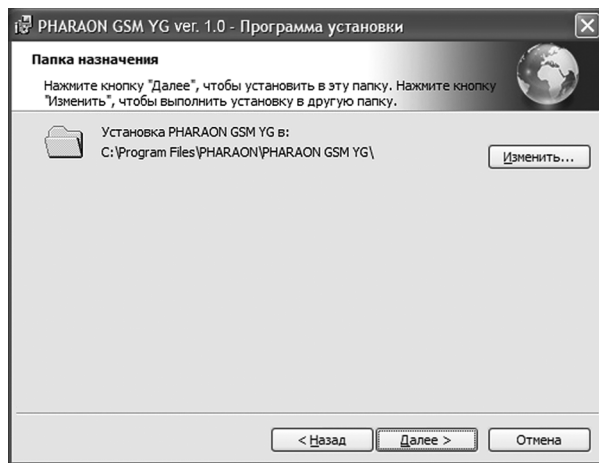 PHARAON GSM YG ver. 1.0 - Программа установки
Папка назначения
Нажмите кнопку "Далее", чтобы установить в эту папку. Нажмите кнопку
"Изменить", чтобы выполнить установку в другую папку.
Установка PHARAON GSM YG в:
C:\Program Files\PHARAON\PHARAON GSM YG\
Изменить...
< Назад
Далее >
Отмена